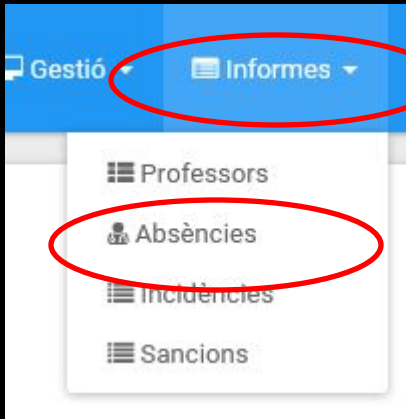 Gestió Informes
Professors
Absències
Incidències
Sancions